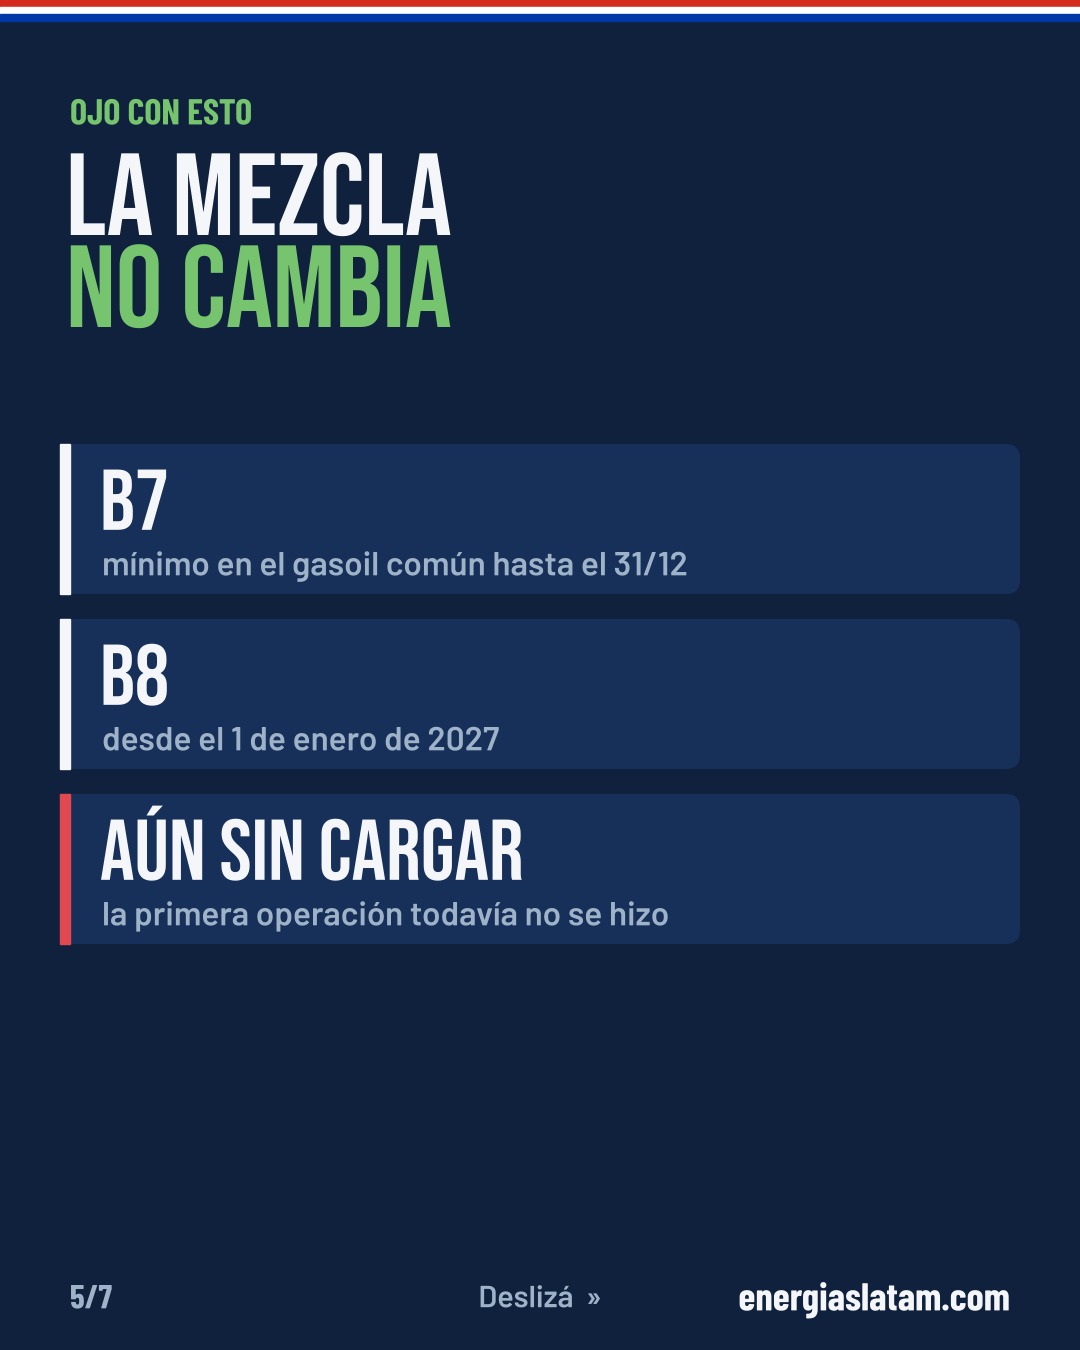 OJO CON ESTO
LA MEZCLA
NO CAMBIA
B7
mínimo en el gasoil común hasta el 31/12
B8
desde el 1 de enero de 2027
AÚN SIN CARGAR
la primera operación todavía no se hizo
5/7
Deslizá »
energiaslatam.com